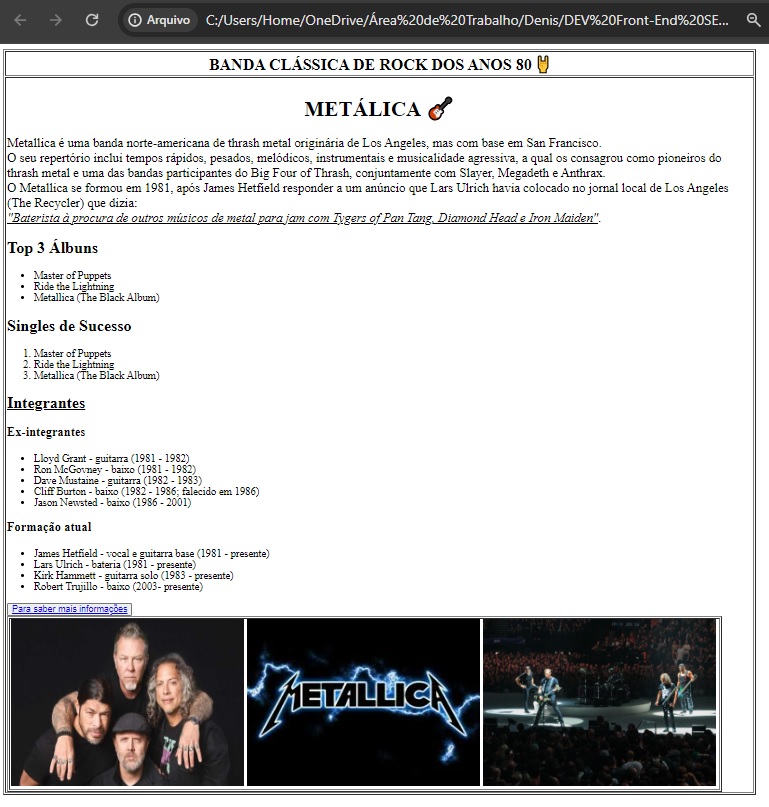 Arquivo
C:/Users/Home/OneDrive/Área%20de%20Trabalho/Denis/DEV%20Front-End%20SE...
BANDA CLÁSSICA DE ROCK DOS ANOS 80 🤘
METÁLICA 🎸
Metallica é uma banda norte-americana de thrash metal originária de Los Angeles, mas com base em San Francisco.
O seu repertório inclui tempos rápidos, pesados, melódicos, instrumentais e musicalidade agressiva, a qual os consagrou como pioneiros do
thrash metal e uma das bandas participantes do Big Four of Thrash, conjuntamente com Slayer, Megadeth e Anthrax.
O Metallica se formou em 1981, após James Hetfield responder a um anúncio que Lars Ulrich havia colocado no jornal local de Los Angeles
(The Recycler) que dizia:
"Baterista à procura de outros músicos de metal para jam com Tygers of Pan Tang, Diamond Head e Iron Maiden".
Top 3 Álbuns
• Master of Puppets
• Ride the Lightning
• Metallica (The Black Album)
Singles de Sucesso
1. Master of Puppets
2. Ride the Lightning
3. Metallica (The Black Album)
Integrantes
Ex-integrantes
• Lloyd Grant - guitarra (1981 - 1982)
• Ron McGovney - baixo (1981 - 1982)
• Dave Mustaine - guitarra (1982 - 1983)
• Cliff Burton - baixo (1982 - 1986; falecido em 1986)
• Jason Newsted - baixo (1986 - 2001)
Formação atual
• James Hetfield - vocal e guitarra base (1981 - presente)
• Lars Ulrich - bateria (1981 - presente)
• Kirk Hammett - guitarra solo (1983 - presente)
• Robert Trujillo - baixo (2003- presente)
Para saber mais informações
METALLICA